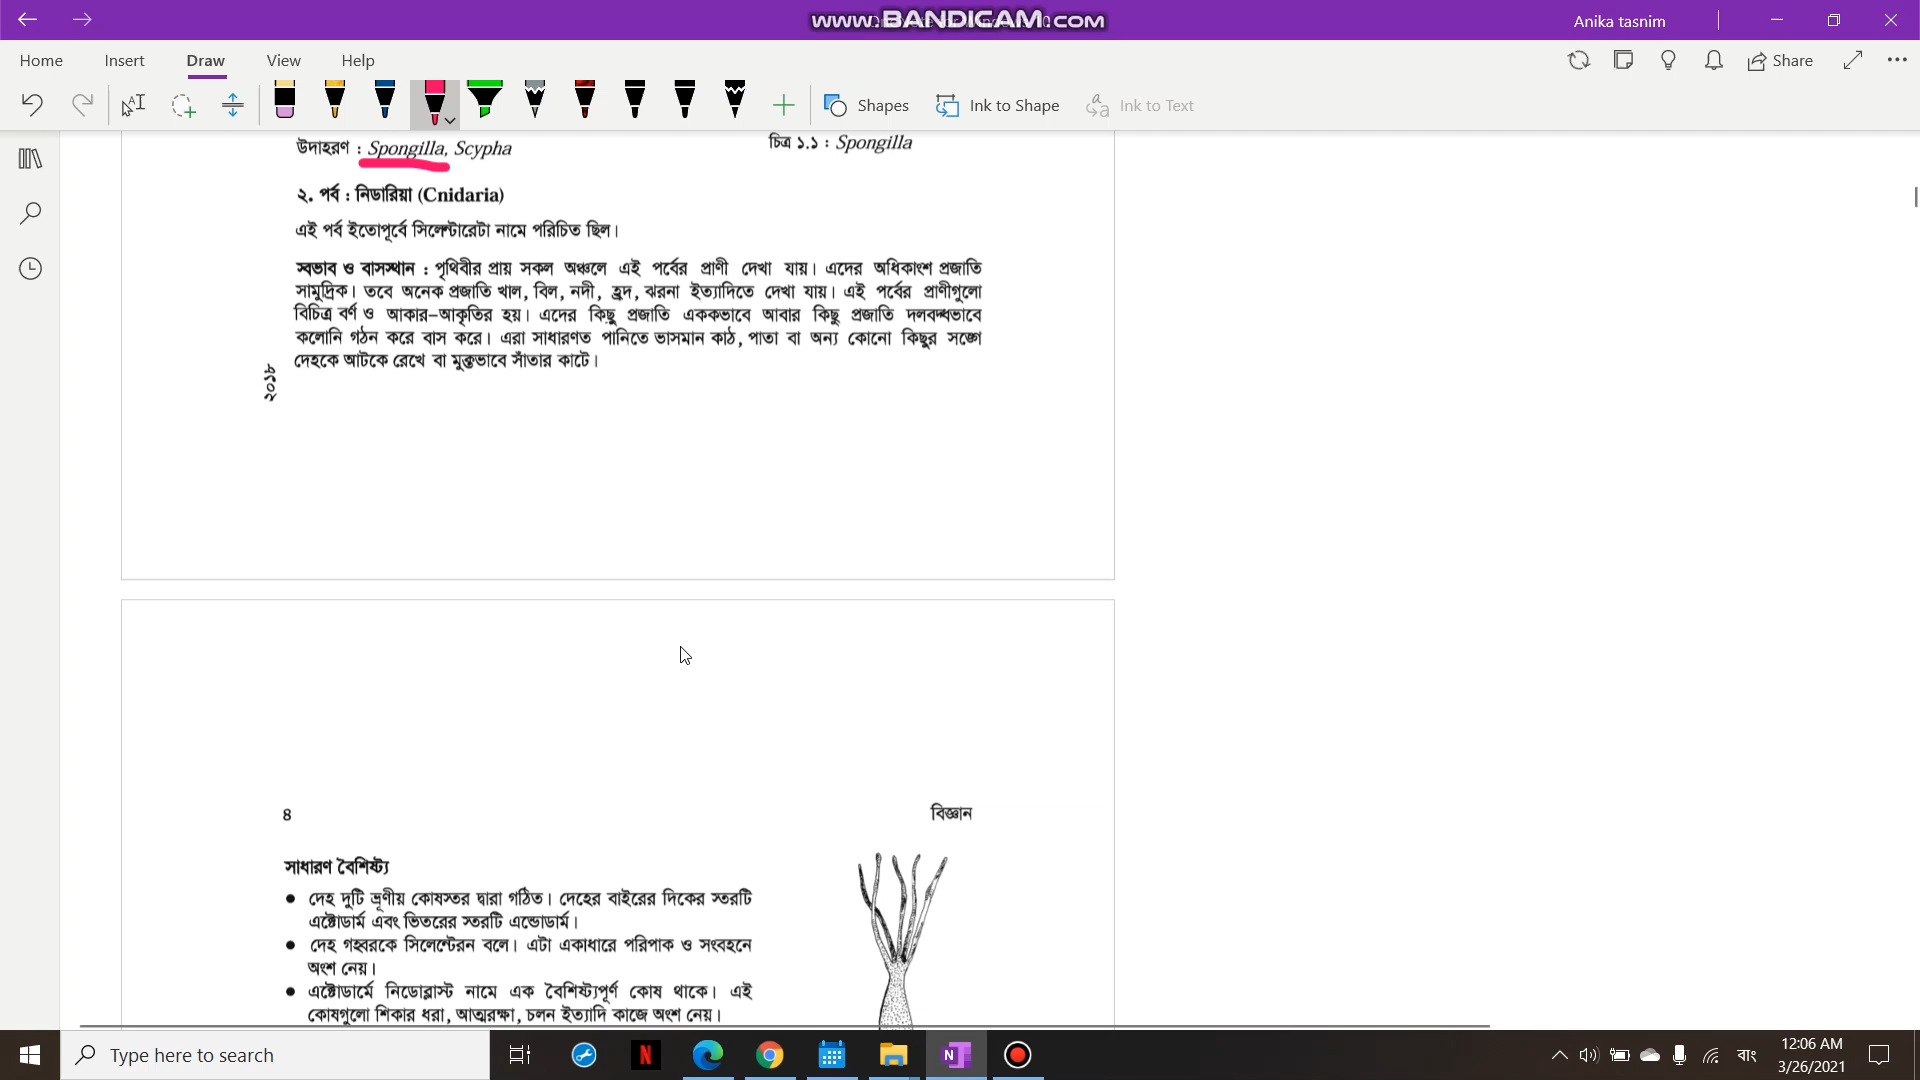 www.BANDICAM.com
Anika tasnim
Home Insert Draw View Help
Share
Shapes Ink to Shape Ink to Text
উদাহরণ : Spongilla, Scypha
চিত্র ১.১ : Spongilla
২. পর্ব : নিডারিয়া (Cnidaria)
এই পর্ব ইতোপূর্বে সিলেন্টারেটা নামে পরিচিত ছিল।
স্বভাব ও বাসস্থান : পৃথিবীর প্রায় সকল অঞ্চলে এই পর্বের প্রাণী দেখা যায়। এদের অধিকাংশ প্রজাতি
সামুদ্রিক। তবে অনেক প্রজাতি খাল, বিল, নদী, হ্রদ, ঝরনা ইত্যাদিতে দেখা যায়। এই পর্বের প্রাণীগুলো
বিচিত্র বর্ণ ও আকার-আকৃতির হয়। এদের কিছু প্রজাতি এককভাবে আবার কিছু প্রজাতি দলবদ্ধভাবে
কলোনি গঠন করে বাস করে। এরা সাধারণত পানিতে ভাসমান কাঠ, পাতা বা অন্য কোনো কিছুর সঙ্গে
দেহকে আটকে রেখে বা মুক্তভাবে সাঁতার কাটে।
২০১৮
৪
বিজ্ঞান
সাধারণ বৈশিষ্ট্য
● দেহ দুটি ভ্রূণীয় কোষস্তর দ্বারা গঠিত। দেহের বাইরের দিকের স্তরটি
এক্টোডার্ম এবং ভিতরের স্তরটি এন্ডোডার্ম।
● দেহ গহ্বরকে সিলেন্টেরন বলে। এটা একাধারে পরিপাক ও সংবহনে
অংশ নেয়।
● এক্টোডার্মে নিডোব্লাস্ট নামে এক বৈশিষ্ট্যপূর্ণ কোষ থাকে। এই
কোষগুলো শিকার ধরা, আত্মরক্ষা, চলন ইত্যাদি কাজে অংশ নেয়।
Type here to search
বাং
12:06 AM
3/26/2021